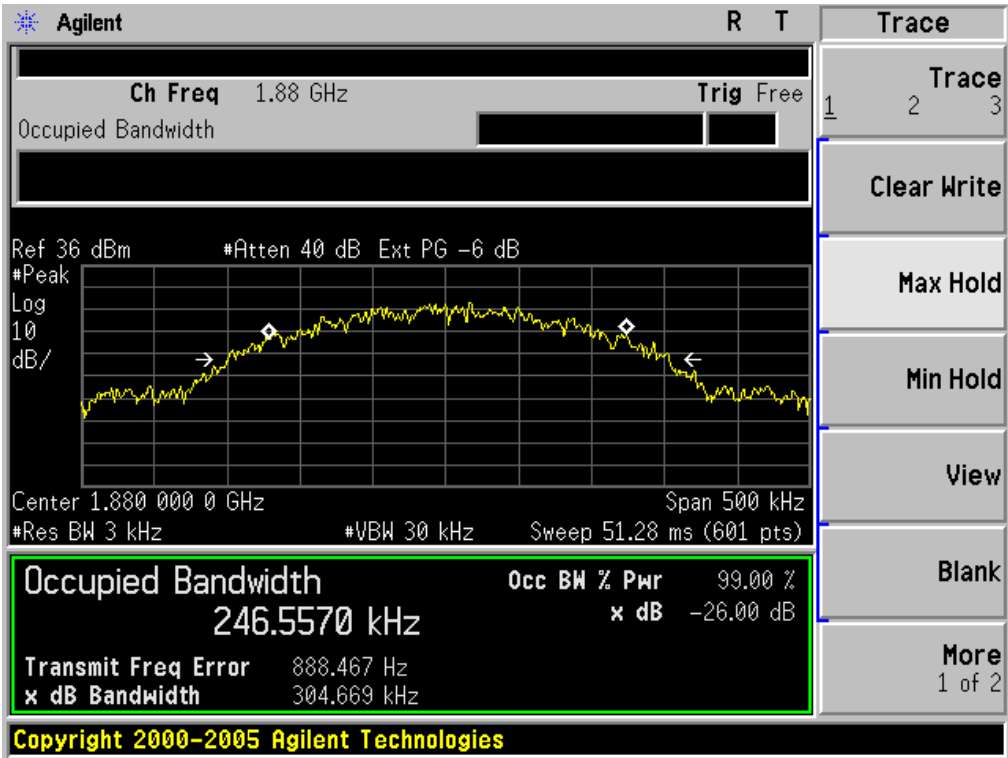 Agilent R T
Ch Freq 1.88 GHz Trig Free
Occupied Bandwidth
Ref 36 dBm #Atten 40 dB Ext PG -6 dB
#Peak
Log
10
dB/
Center 1.880 000 0 GHz Span 500 kHz
#Res BW 3 kHz #VBW 30 kHz Sweep 51.28 ms (601 pts)
Occupied Bandwidth Occ BW % Pwr 99.00 %
246.5570 kHz x dB -26.00 dB
Transmit Freq Error 888.467 Hz
x dB Bandwidth 304.669 kHz
Copyright 2000-2005 Agilent Technologies
Trace
Trace
1 2 3
Clear Write
Max Hold
Min Hold
View
Blank
More
1 of 2